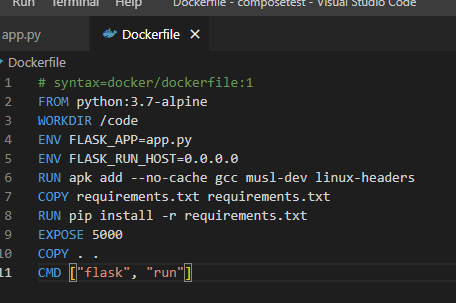 Run Terminal Help Dockerfile - composetest - Visual Studio Code
app.py Dockerfile
Dockerfile
1 # syntax=docker/dockerfile:1
2 FROM python:3.7-alpine
3 WORKDIR /code
4 ENV FLASK_APP=app.py
5 ENV FLASK_RUN_HOST=0.0.0.0
6 RUN apk add --no-cache gcc musl-dev linux-headers
7 COPY requirements.txt requirements.txt
8 RUN pip install -r requirements.txt
9 EXPOSE 5000
10 COPY . .
11 CMD ["flask", "run"]